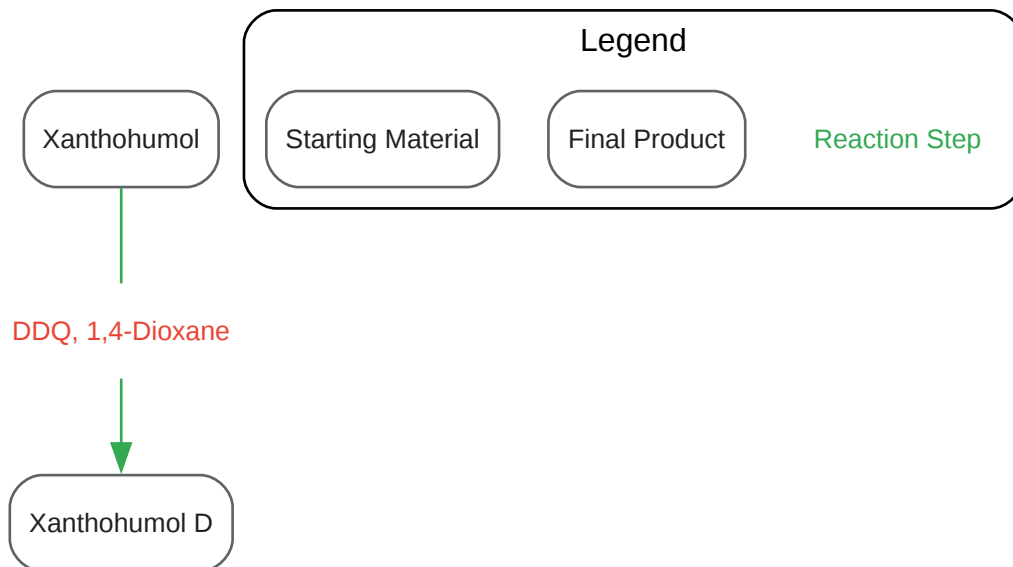 Legend
Xanthohumol
Starting Material
Final Product
Reaction Step
DDQ, 1,4-Dioxane
Xanthohumol D